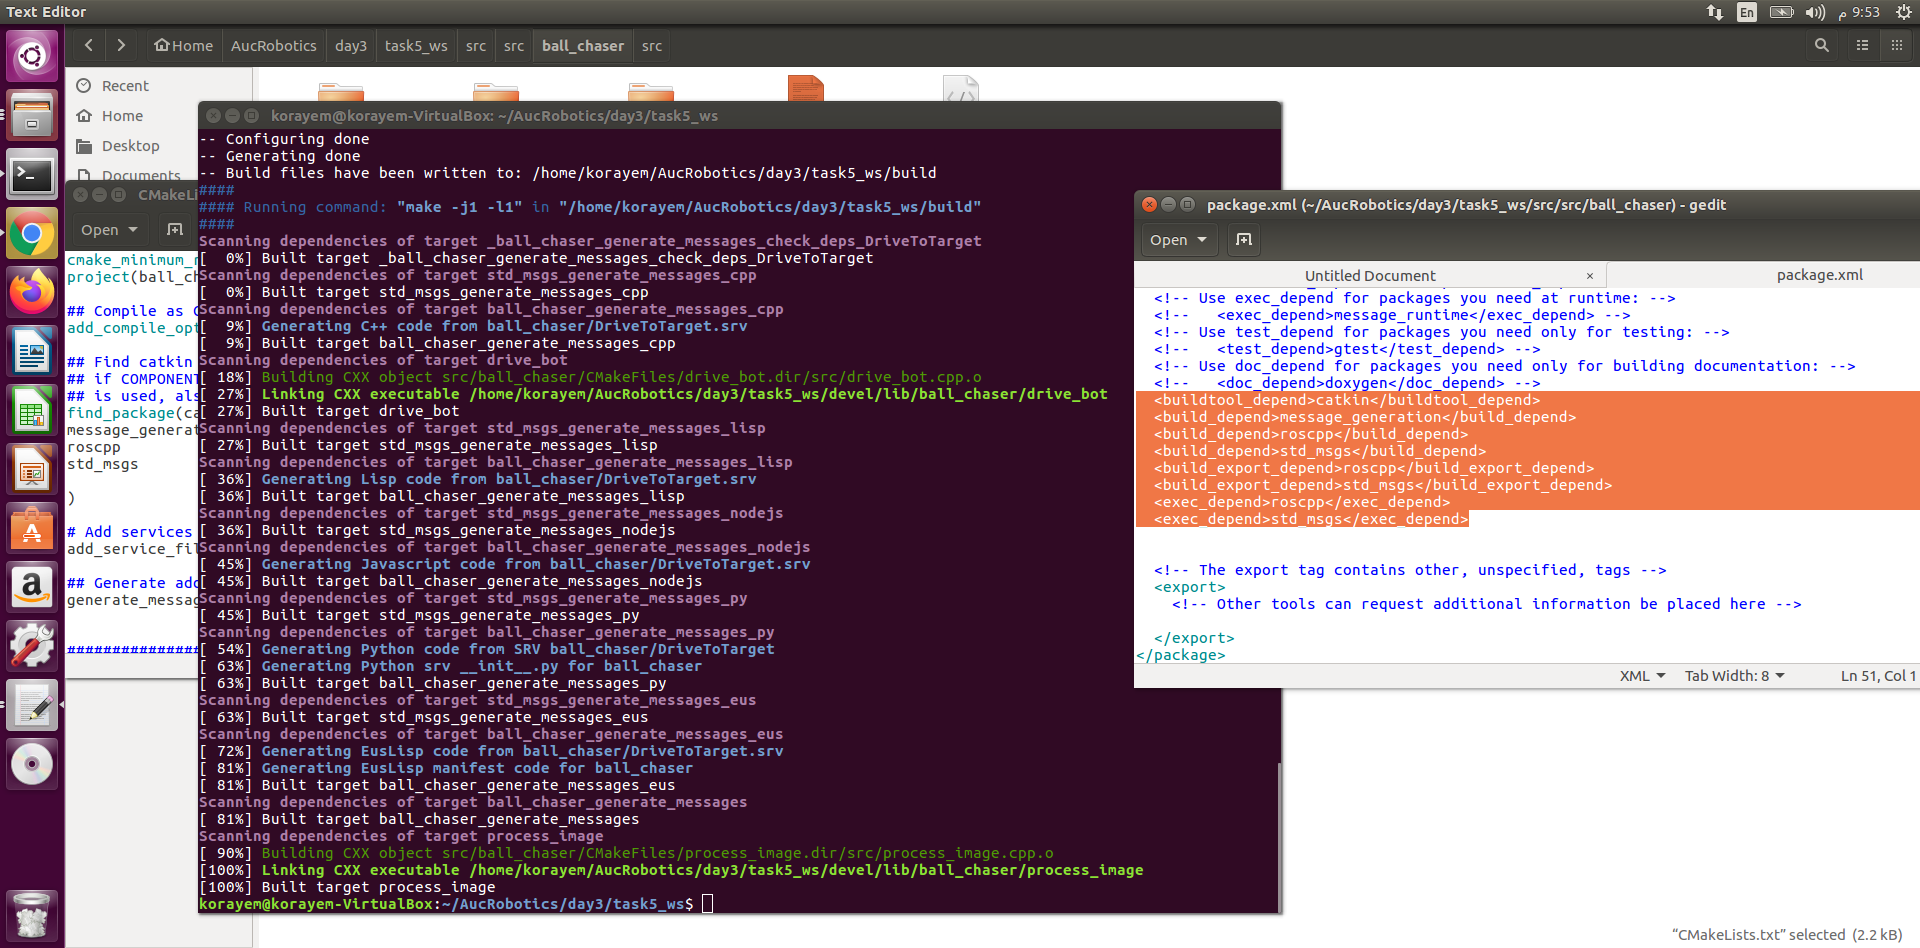 Text Editor
En
م 9:53
Home
AucRobotics
day3
task5_ws
src
src
ball_chaser
src
Recent
Home
Desktop
Documents
CMakeLi
Open
cmake_minimum_r
project(ball_ch
## Compile as C
add_compile_opt
## Find catkin
## if COMPONENT
## is used, als
find_package(ca
message_generat
roscpp
std_msgs
)
# Add services
add_service_fil
## Generate add
generate_messag
###############
korayem@korayem-VirtualBox: ~/AucRobotics/day3/task5_ws
-- Configuring done
-- Generating done
-- Build files have been written to: /home/korayem/AucRobotics/day3/task5_ws/build
####
#### Running command: "make -j1 -l1" in "/home/korayem/AucRobotics/day3/task5_ws/build"
####
Scanning dependencies of target _ball_chaser_generate_messages_check_deps_DriveToTarget
[  0%] Built target _ball_chaser_generate_messages_check_deps_DriveToTarget
Scanning dependencies of target std_msgs_generate_messages_cpp
[  0%] Built target std_msgs_generate_messages_cpp
Scanning dependencies of target ball_chaser_generate_messages_cpp
[  9%] Generating C++ code from ball_chaser/DriveToTarget.srv
[  9%] Built target ball_chaser_generate_messages_cpp
Scanning dependencies of target drive_bot
[ 18%] Building CXX object src/ball_chaser/CMakeFiles/drive_bot.dir/src/drive_bot.cpp.o
[ 27%] Linking CXX executable /home/korayem/AucRobotics/day3/task5_ws/devel/lib/ball_chaser/drive_bot
[ 27%] Built target drive_bot
Scanning dependencies of target std_msgs_generate_messages_lisp
[ 27%] Built target std_msgs_generate_messages_lisp
Scanning dependencies of target ball_chaser_generate_messages_lisp
[ 36%] Generating Lisp code from ball_chaser/DriveToTarget.srv
[ 36%] Built target ball_chaser_generate_messages_lisp
Scanning dependencies of target std_msgs_generate_messages_nodejs
[ 36%] Built target std_msgs_generate_messages_nodejs
Scanning dependencies of target ball_chaser_generate_messages_nodejs
[ 45%] Generating Javascript code from ball_chaser/DriveToTarget.srv
[ 45%] Built target ball_chaser_generate_messages_nodejs
Scanning dependencies of target std_msgs_generate_messages_py
[ 45%] Built target std_msgs_generate_messages_py
Scanning dependencies of target ball_chaser_generate_messages_py
[ 54%] Generating Python code from SRV ball_chaser/DriveToTarget
[ 63%] Generating Python srv __init__.py for ball_chaser
[ 63%] Built target ball_chaser_generate_messages_py
Scanning dependencies of target std_msgs_generate_messages_eus
[ 63%] Built target std_msgs_generate_messages_eus
Scanning dependencies of target ball_chaser_generate_messages_eus
[ 72%] Generating EusLisp code from ball_chaser/DriveToTarget.srv
[ 81%] Generating EusLisp manifest code for ball_chaser
[ 81%] Built target ball_chaser_generate_messages_eus
Scanning dependencies of target ball_chaser_generate_messages
[ 81%] Built target ball_chaser_generate_messages
Scanning dependencies of target process_image
[ 90%] Building CXX object src/ball_chaser/CMakeFiles/process_image.dir/src/process_image.cpp.o
[100%] Linking CXX executable /home/korayem/AucRobotics/day3/task5_ws/devel/lib/ball_chaser/process_image
[100%] Built target process_image
korayem@korayem-VirtualBox:~/AucRobotics/day3/task5_ws$
package.xml (~/AucRobotics/day3/task5_ws/src/src/ball_chaser) - gedit
Open
Untitled Document
package.xml
<!-- Use exec_depend for packages you need at runtime: -->
<!--   <exec_depend>message_runtime</exec_depend> -->
<!-- Use test_depend for packages you need only for testing: -->
<!--   <test_depend>gtest</test_depend> -->
<!-- Use doc_depend for packages you need only for building documentation: -->
<!--   <doc_depend>doxygen</doc_depend> -->
<buildtool_depend>catkin</buildtool_depend>
<build_depend>message_generation</build_depend>
<build_depend>roscpp</build_depend>
<build_depend>std_msgs</build_depend>
<build_export_depend>roscpp</build_export_depend>
<build_export_depend>std_msgs</build_export_depend>
<exec_depend>roscpp</exec_depend>
<exec_depend>std_msgs</exec_depend>
<!-- The export tag contains other, unspecified, tags -->
<export>
<!-- Other tools can request additional information be placed here -->
</export>
</package>
XML
Tab Width: 8
Ln 51, Col 1
“CMakeLists.txt” selected (2.2 kB)